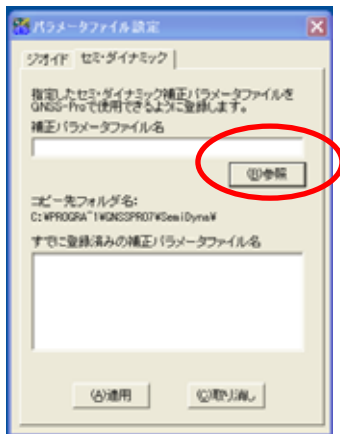 パラメータファイル設定
ジオイド セミ・ダイナミック
指定したセミ・ダイナミック補正パラメータファイルを
GNSS-Proで使用できるように登録します。
補正パラメータファイル名
(B)参照
コピー先フォルダ名:
C:¥PROGRA~1¥GNSSPRO7¥SemiDyna¥
すでに登録済みの補正パラメータファイル名
(A)適用 (C)取り消し